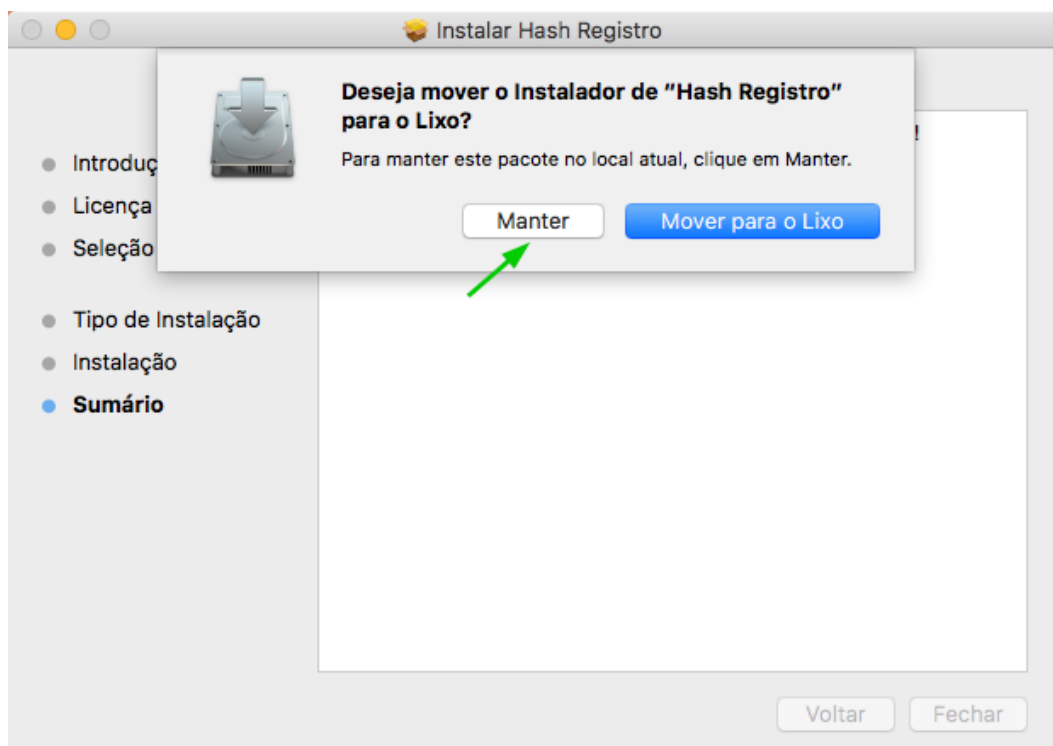 Instalar Hash Registro
Deseja mover o Instalador de "Hash Registro"
para o Lixo?
Para manter este pacote no local atual, clique em Manter.
Manter
Mover para o Lixo
!
Introduç
Licença
Seleção
Tipo de Instalação
Instalação
Sumário
Voltar
Fechar